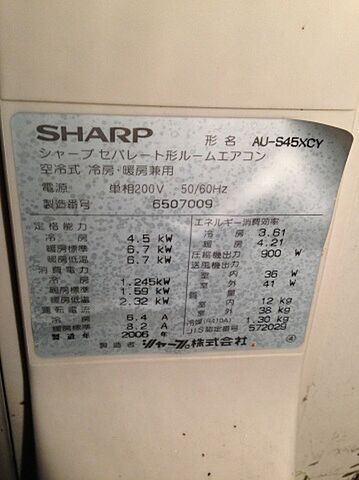 SHARP 形名 AU-S45XCY
シャープ セパレート形ルームエアコン
空冷式 冷房・暖房兼用
電源 単相200V 50/60Hz
製造番号 6507009
定格能力
冷房 4.5 kW
暖房標準 6.7 kW
暖房低温 6.7 kW
消費電力
冷房 1.245kW
暖房標準 1.59 kW
暖房低温 2.32 kW
運転電流
冷房 6.4 A
暖房標準 8.2 A
製造年 2006年
エネルギー消費効率
冷房 3.61
暖房 4.21
圧縮機出力 900 W
送風機出力
室内 36 W
室外 41 W
質量
室内 12 kg
室外 38 kg
冷媒(R410A) 1.30 kg
JIS認定番号 572029
製造者 シャープ株式会社 ④